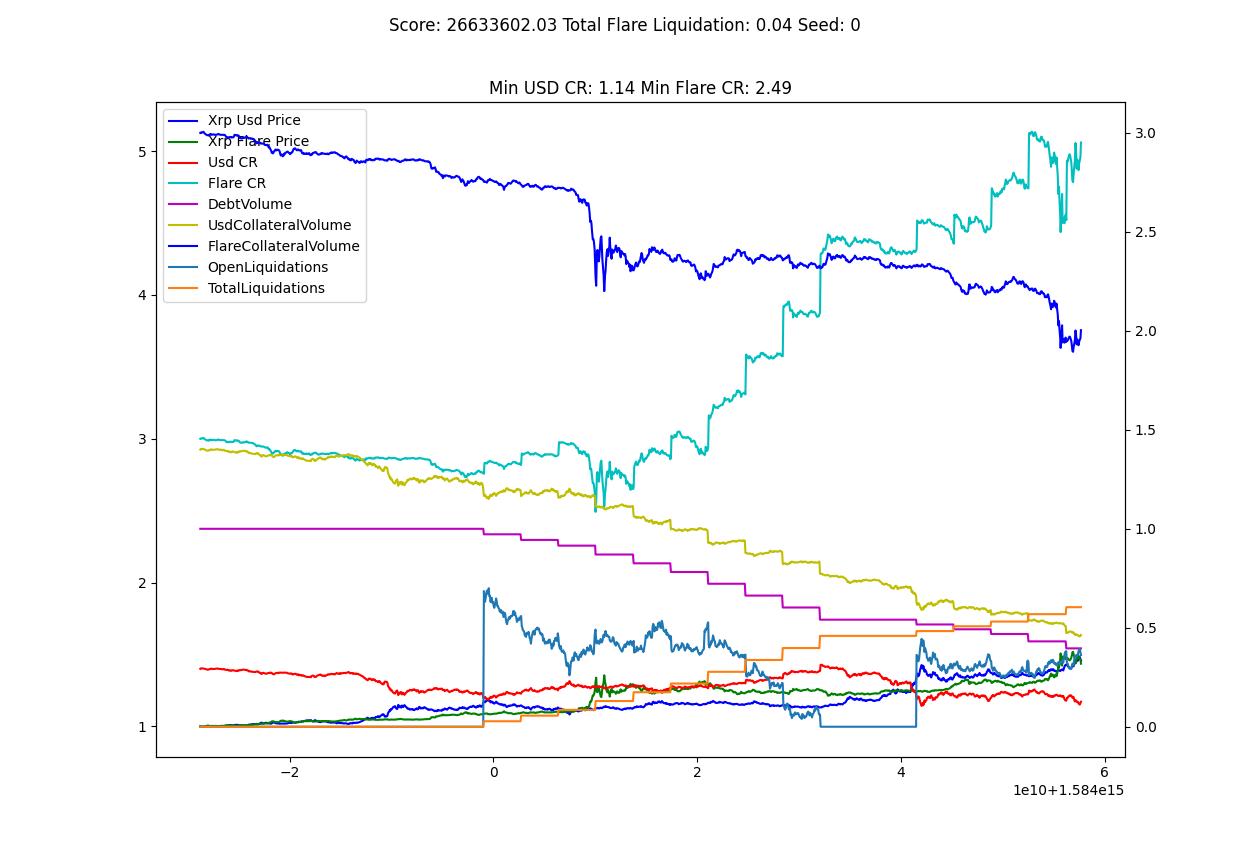 Score: 26633602.03 Total Flare Liquidation: 0.04 Seed: 0
Min USD CR: 1.14 Min Flare CR: 2.49
Xrp Usd Price
Xrp Flare Price
Usd CR
Flare CR
DebtVolume
UsdCollateralVolume
FlareCollateralVolume
OpenLiquidations
TotalLiquidations
5
4
3
2
1
3.0
2.5
2.0
1.5
1.0
0.5
0.0
−2
0
2
4
6
1e10+1.584e15